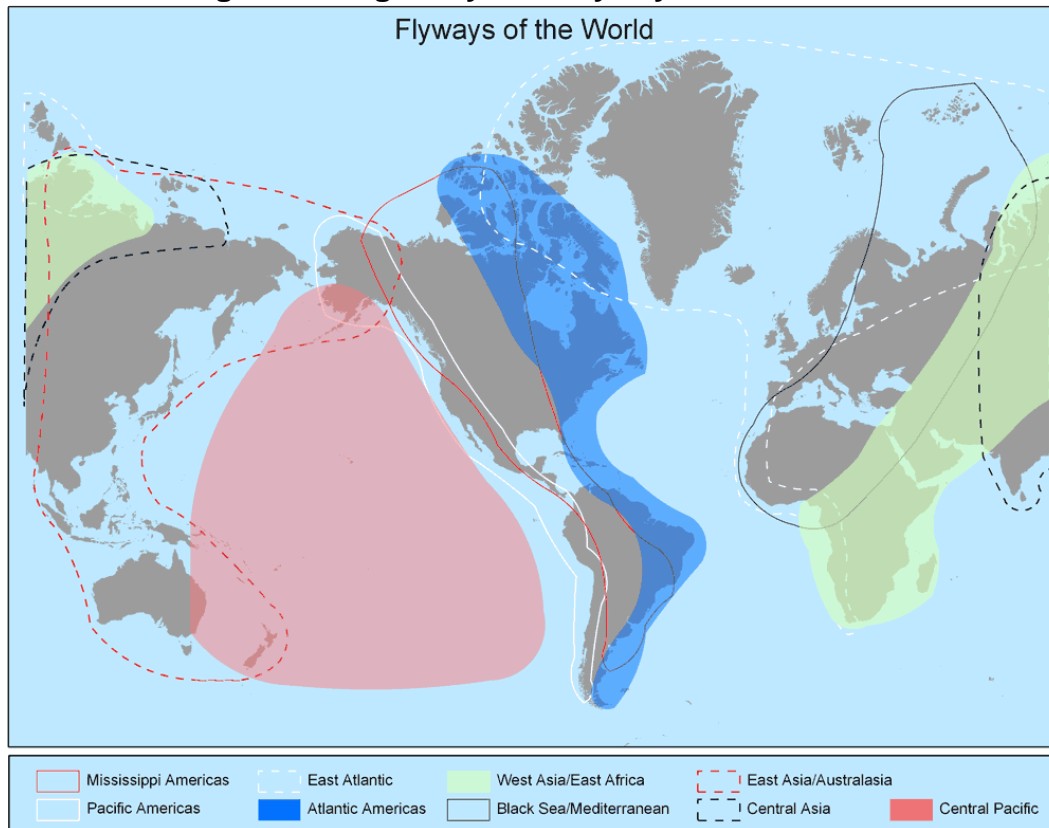 Flyways of the World
Mississippi Americas
East Atlantic
West Asia/East Africa
East Asia/Australasia
Pacific Americas
Atlantic Americas
Black Sea/Mediterranean
Central Asia
Central Pacific